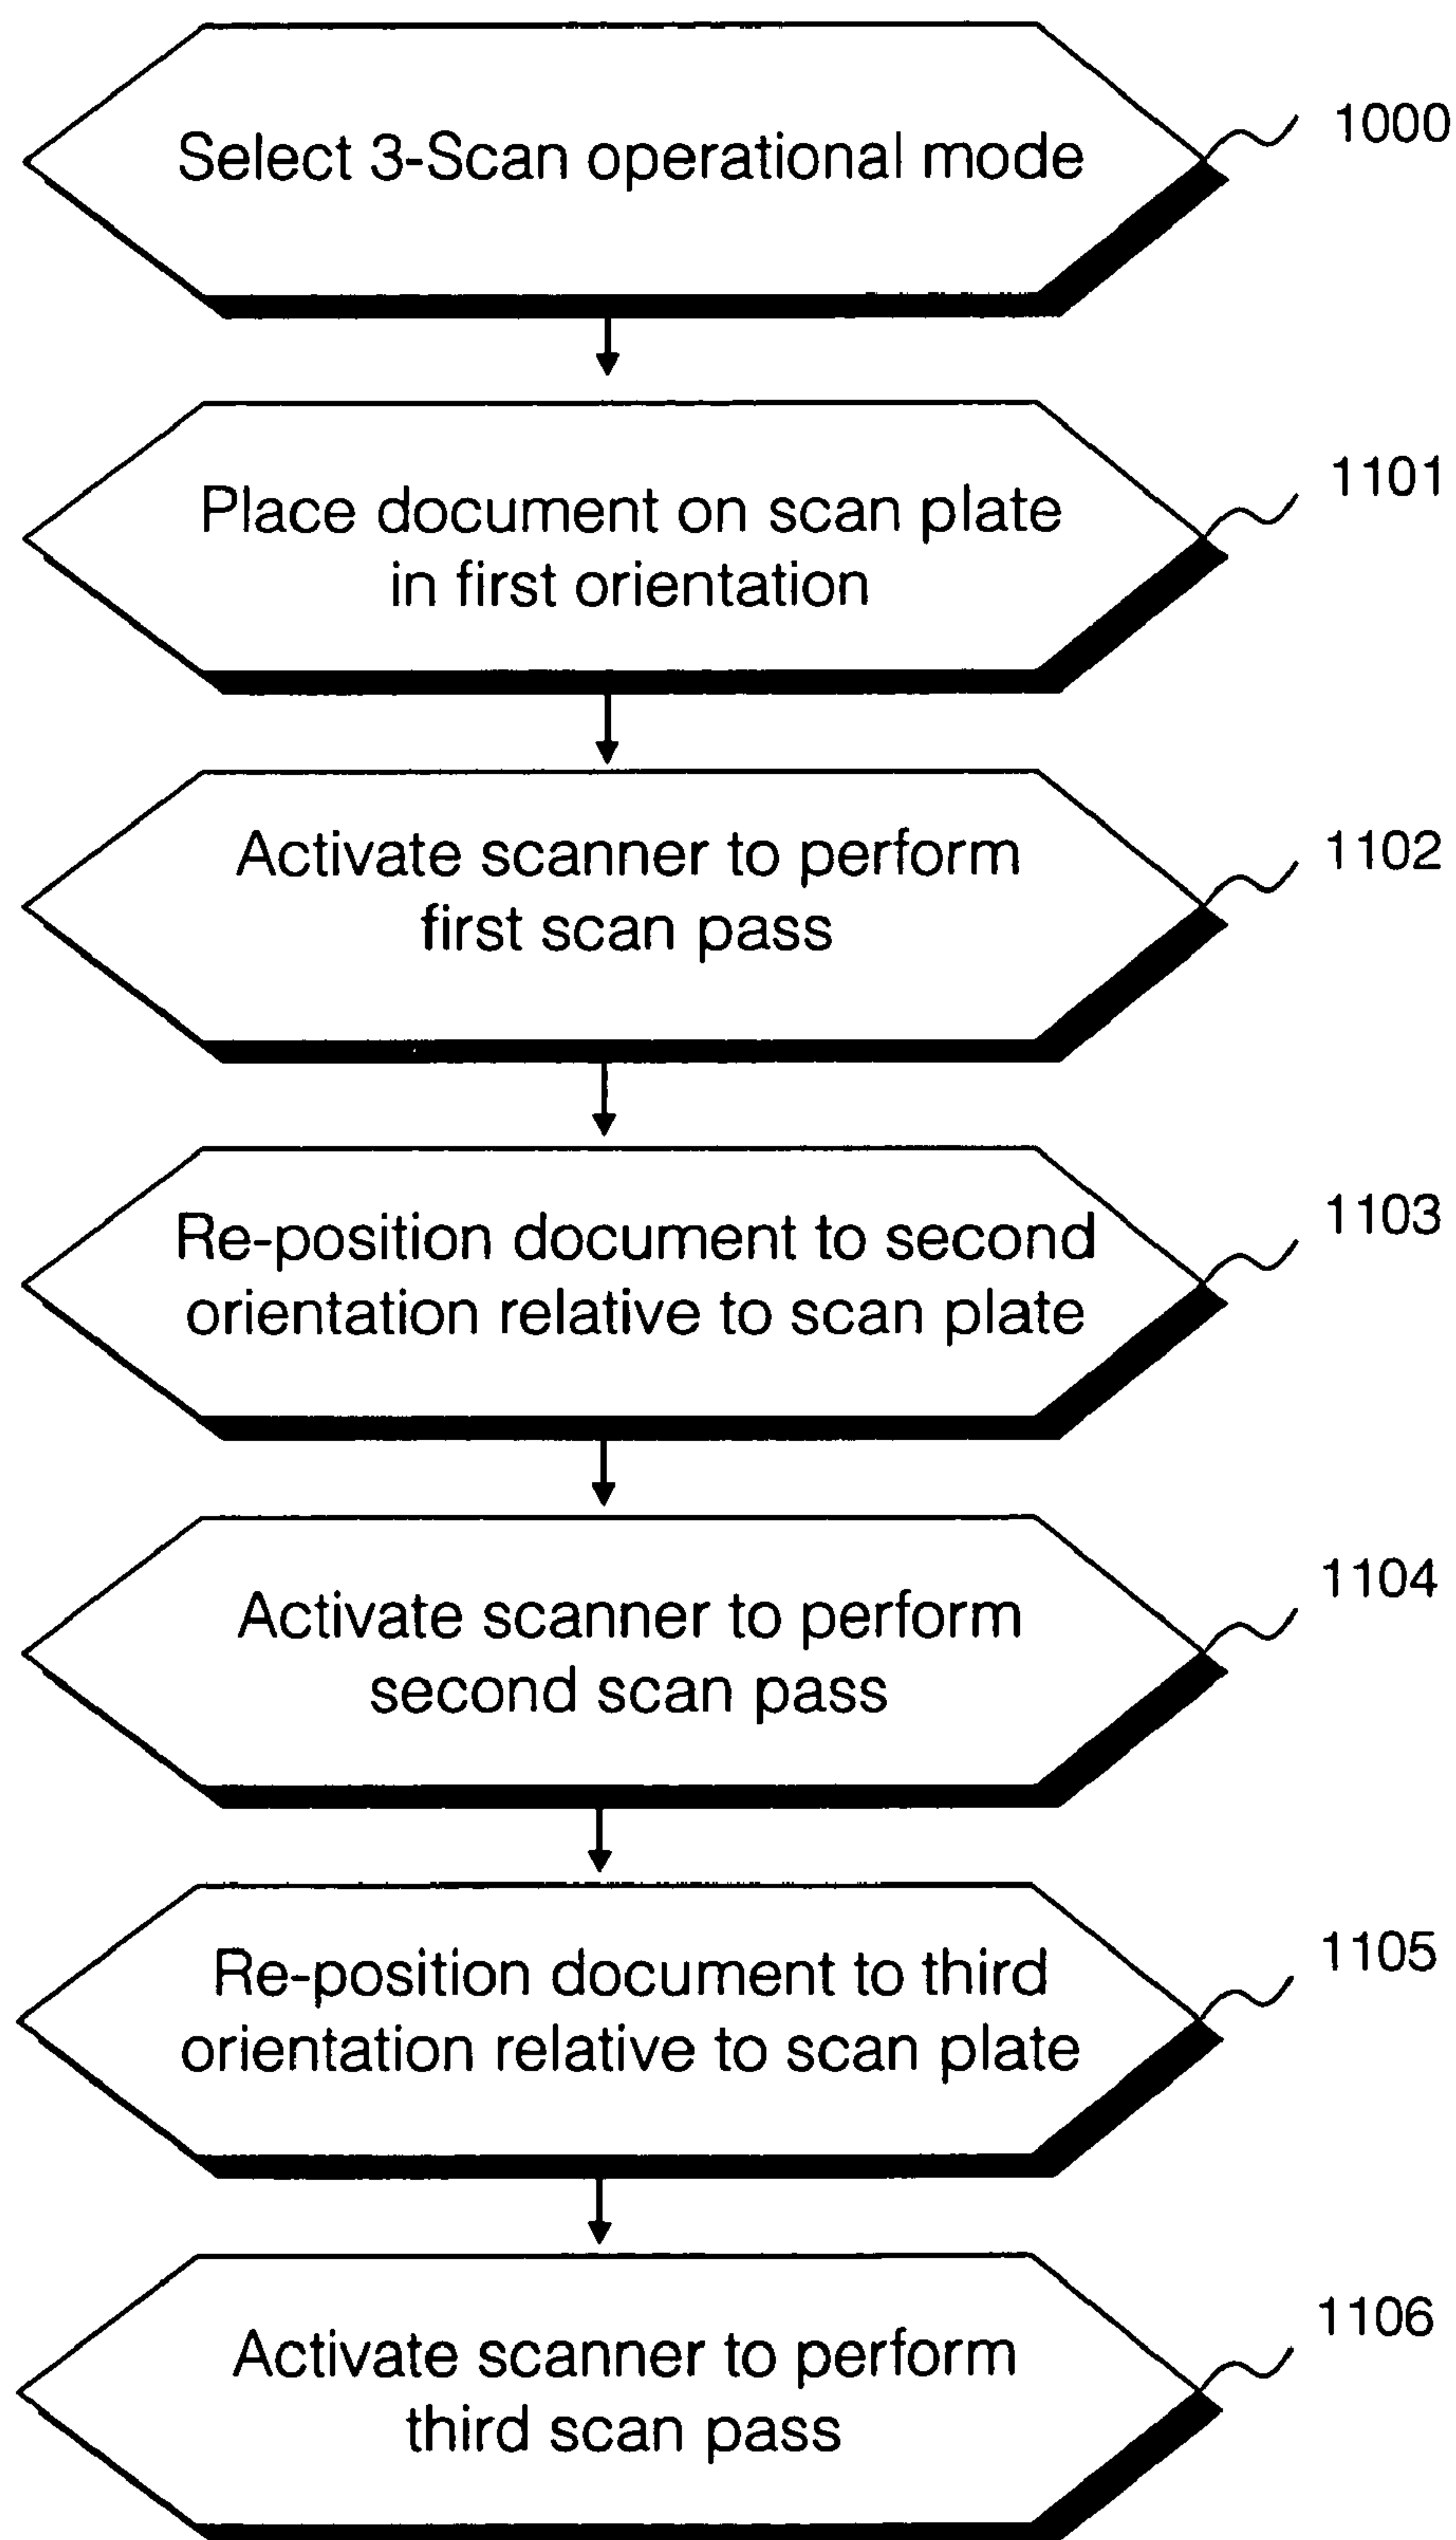 Select 3-Scan operational mode
1000
Place document on scan plate
in first orientation
1101
Activate scanner to perform
first scan pass
1102
Re-position document to second
orientation relative to scan plate
1103
Activate scanner to perform
second scan pass
1104
Re-position document to third
orientation relative to scan plate
1105
Activate scanner to perform
third scan pass
1106